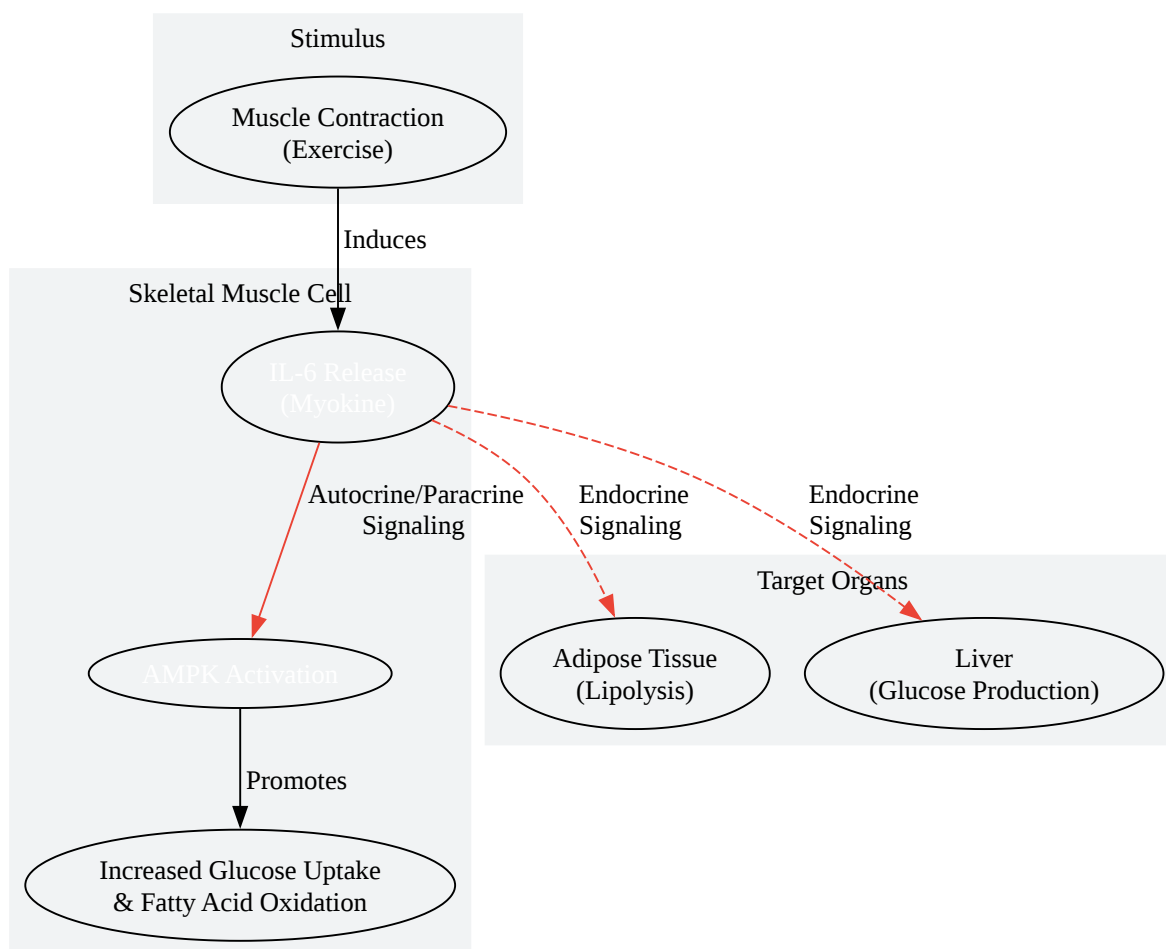 Stimulus
Muscle Contraction
(Exercise)
Induces
Skeletal Muscle Cell
IL-6 Release
(Myokine)
Autocrine/Paracrine
Signaling
Endocrine
Signaling
Endocrine
Signaling
Target Organs
AMPK Activation
Adipose Tissue
(Lipolysis)
Liver
(Glucose Production)
Promotes
Increased Glucose Uptake
& Fatty Acid Oxidation